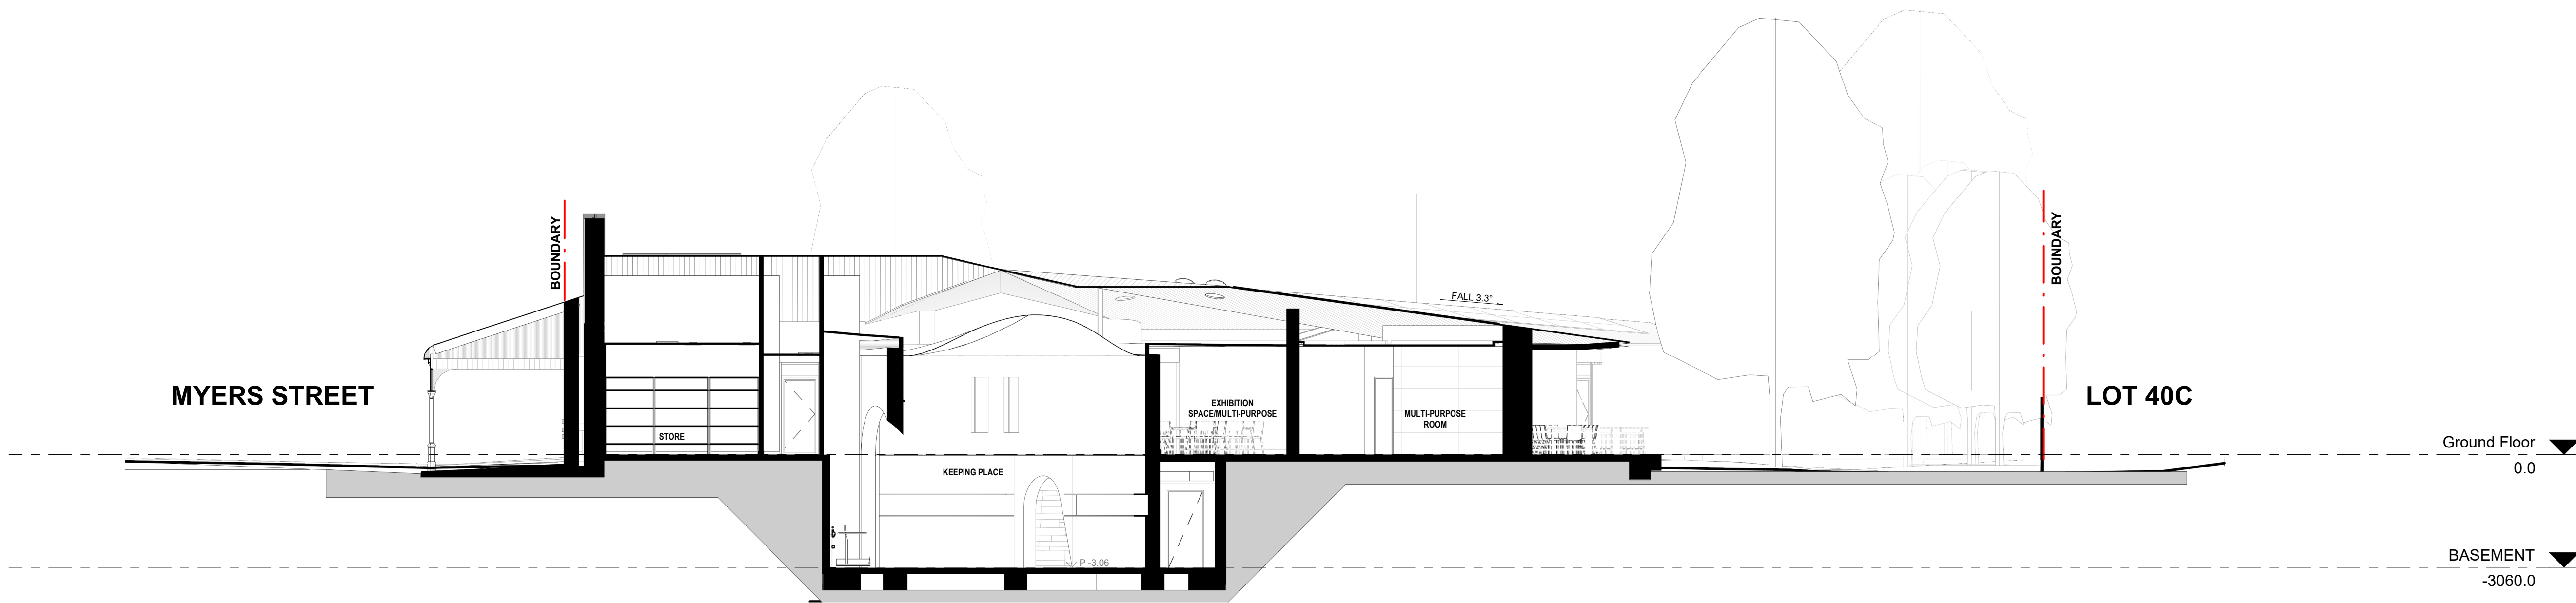 BOUNDARY
BOUNDARY
FALL 3.3°
MYERS STREET
LOT 40C
EXHIBITION
SPACE/MULTI-PURPOSE
MULTI-PURPOSE
ROOM
STORE
Ground Floor
0.0
KEEPING PLACE
P -3.06
BASEMENT
-3060.0